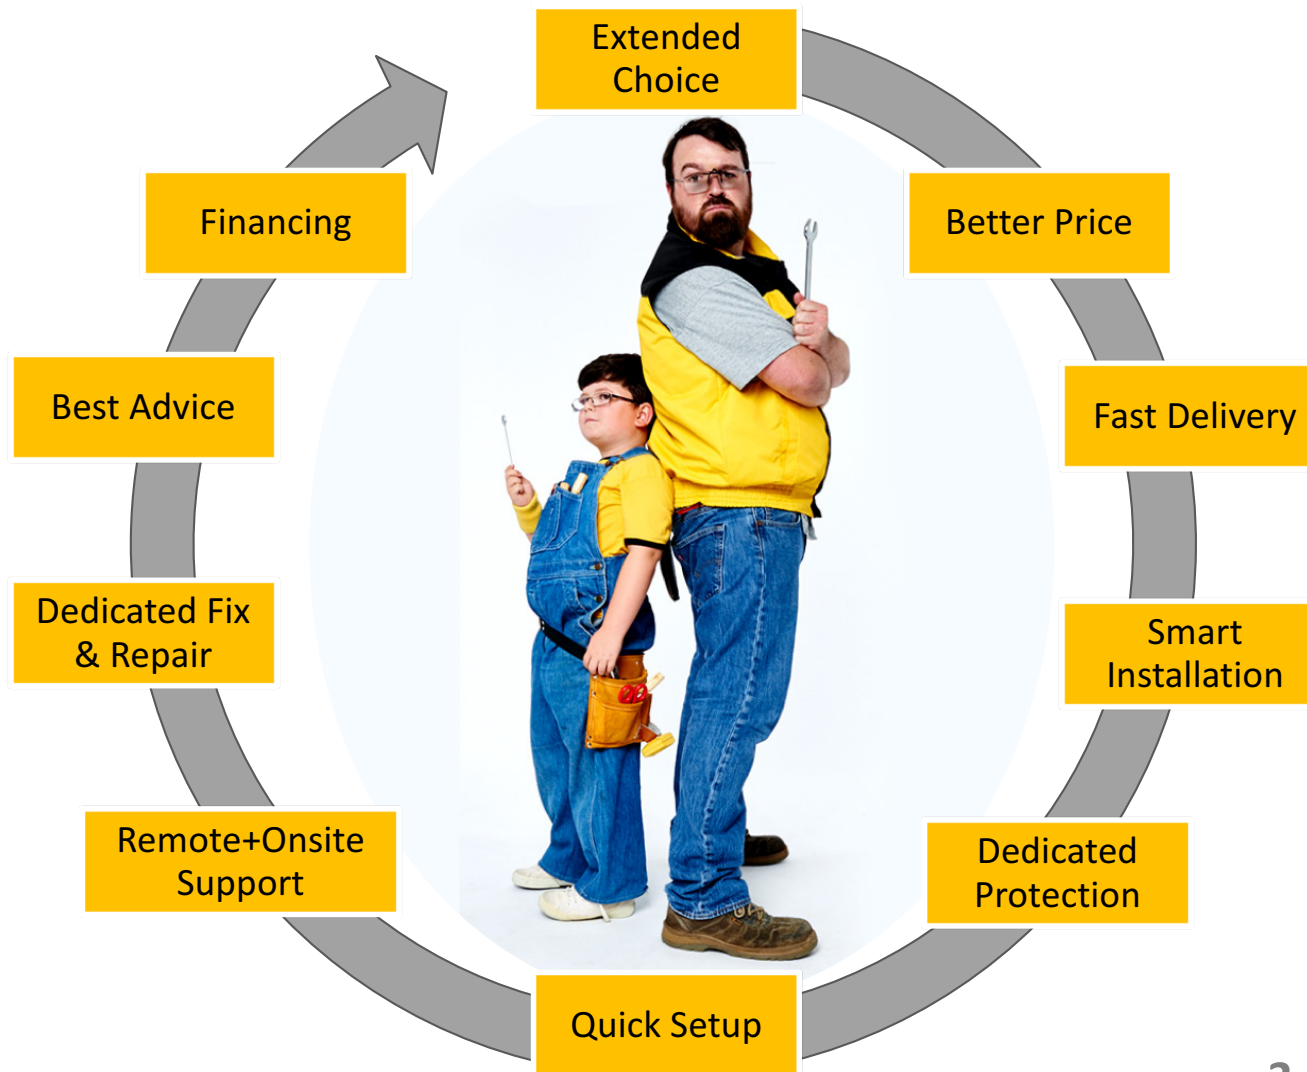 Extended
Choice
Better Price
Fast Delivery
Smart
Installation
Dedicated
Protection
Quick Setup
Remote+Onsite
Support
Dedicated Fix
& Repair
Best Advice
Financing